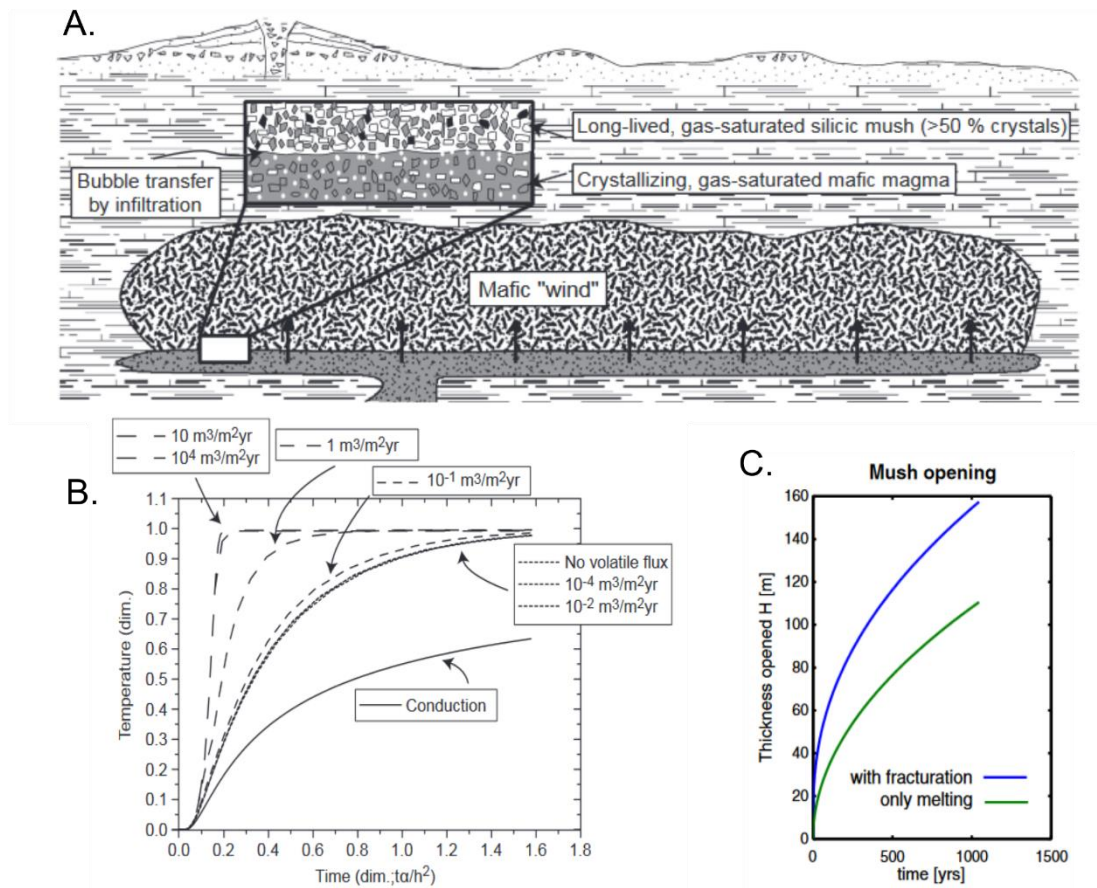 A.
Long-lived, gas-saturated silicic mush (>50 % crystals)
Bubble transfer
by infiltration
Crystallizing, gas-saturated mafic magma
Mafic "wind"
B.
10 m³/m²yr
10⁴ m³/m²yr
1 m³/m²yr
10⁻¹ m³/m²yr
No volatile flux
10⁻⁴ m³/m²yr
10⁻² m³/m²yr
Conduction
Temperature (dim.)
1.1
1.0
0.9
0.8
0.7
0.6
0.5
0.4
0.3
0.2
0.1
0.0
0.0 0.2 0.4 0.6 0.8 1.0 1.2 1.4 1.6 1.8
Time (dim.;tα/h²)
C.
Mush opening
Thickness opened H [m]
160
140
120
100
80
60
40
20
0
with fracturation
only melting
0 500 1000 1500
time [yrs]